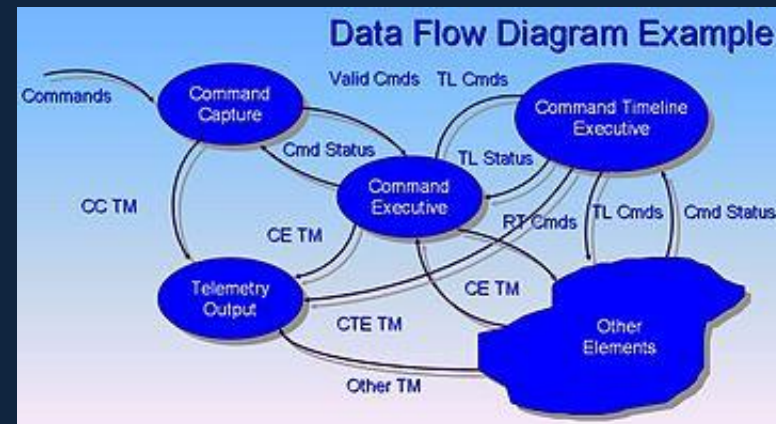 Data Flow Diagram Example
Commands
Command
Capture
Valid Cmds
TL Cmds
Command Timeline
Executive
Cmd Status
TL Status
Command
Executive
CC TM
CE TM
RT Cmds
TL Cmds
Cmd Status
Telemetry
Output
CTE TM
CE TM
Other
Elements
Other TM